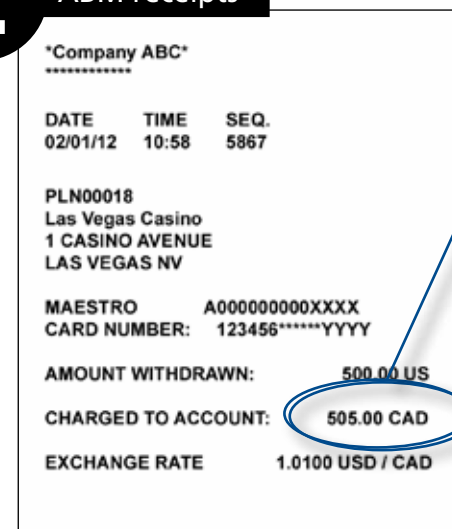 ABM receipts
*Company ABC*
************
DATE TIME SEQ.
02/01/12 10:58 5867
PLN00018
Las Vegas Casino
1 CASINO AVENUE
LAS VEGAS NV
MAESTRO A000000000XXXX
CARD NUMBER: 123456******YYYY
AMOUNT WITHDRAWN: 500.00 US
CHARGED TO ACCOUNT: 505.00 CAD
EXCHANGE RATE 1.0100 USD / CAD